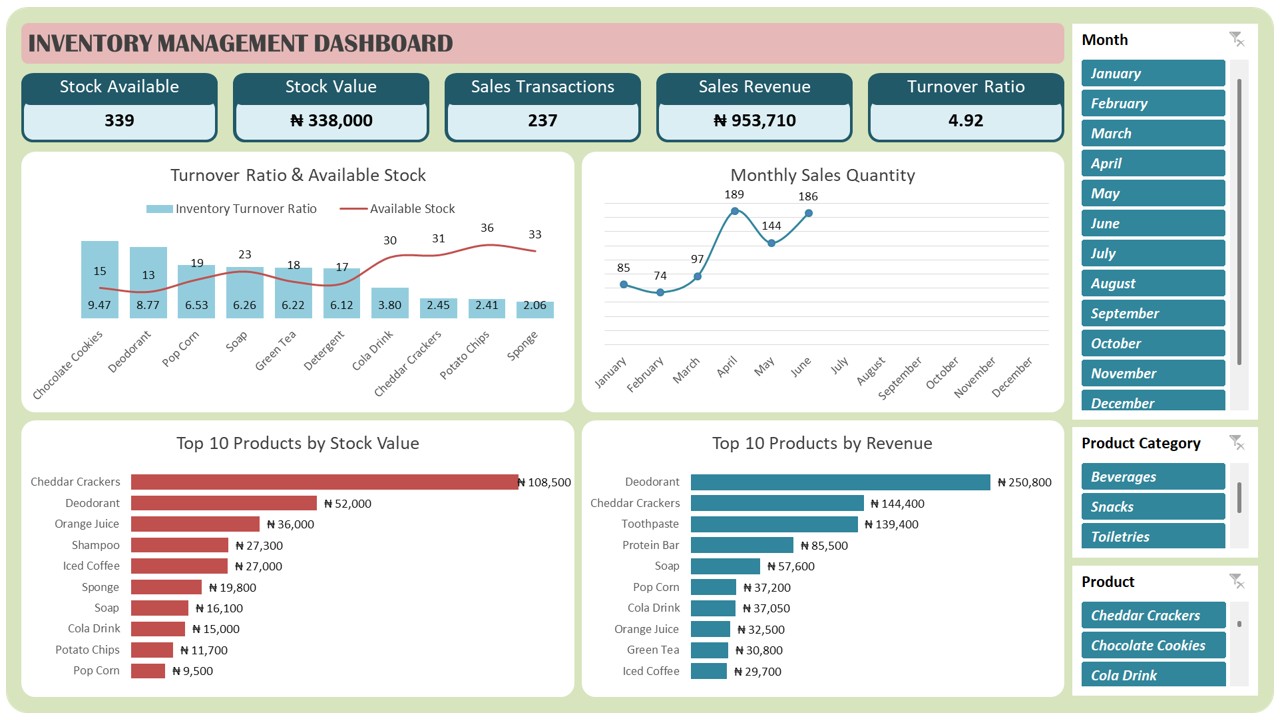 INVENTORY MANAGEMENT DASHBOARD
Stock Available
339
Stock Value
₦ 338,000
Sales Transactions
237
Sales Revenue
₦ 953,710
Turnover Ratio
4.92
Turnover Ratio & Available Stock
Inventory Turnover Ratio
Available Stock
15 13 19 23 18 17 30 31 36 33
9.47 8.77 6.53 6.26 6.22 6.12 3.80 2.45 2.41 2.06
Chocolate Cookies
Deodorant
Pop Corn
Soap
Green Tea
Detergent
Cola Drink
Cheddar Crackers
Potato Chips
Sponge
Monthly Sales Quantity
85 74 97 189 144 186
January
February
March
April
May
June
July
August
September
October
November
December
Top 10 Products by Stock Value
Cheddar Crackers ₦ 108,500
Deodorant ₦ 52,000
Orange Juice ₦ 36,000
Shampoo ₦ 27,300
Iced Coffee ₦ 27,000
Sponge ₦ 19,800
Soap ₦ 16,100
Cola Drink ₦ 15,000
Potato Chips ₦ 11,700
Pop Corn ₦ 9,500
Top 10 Products by Revenue
Deodorant ₦ 250,800
Cheddar Crackers ₦ 144,400
Toothpaste ₦ 139,400
Protein Bar ₦ 85,500
Soap ₦ 57,600
Pop Corn ₦ 37,200
Cola Drink ₦ 37,050
Orange Juice ₦ 32,500
Green Tea ₦ 30,800
Iced Coffee ₦ 29,700
Month
January
February
March
April
May
June
July
August
September
October
November
December
Product Category
Beverages
Snacks
Toiletries
Product
Cheddar Crackers
Chocolate Cookies
Cola Drink